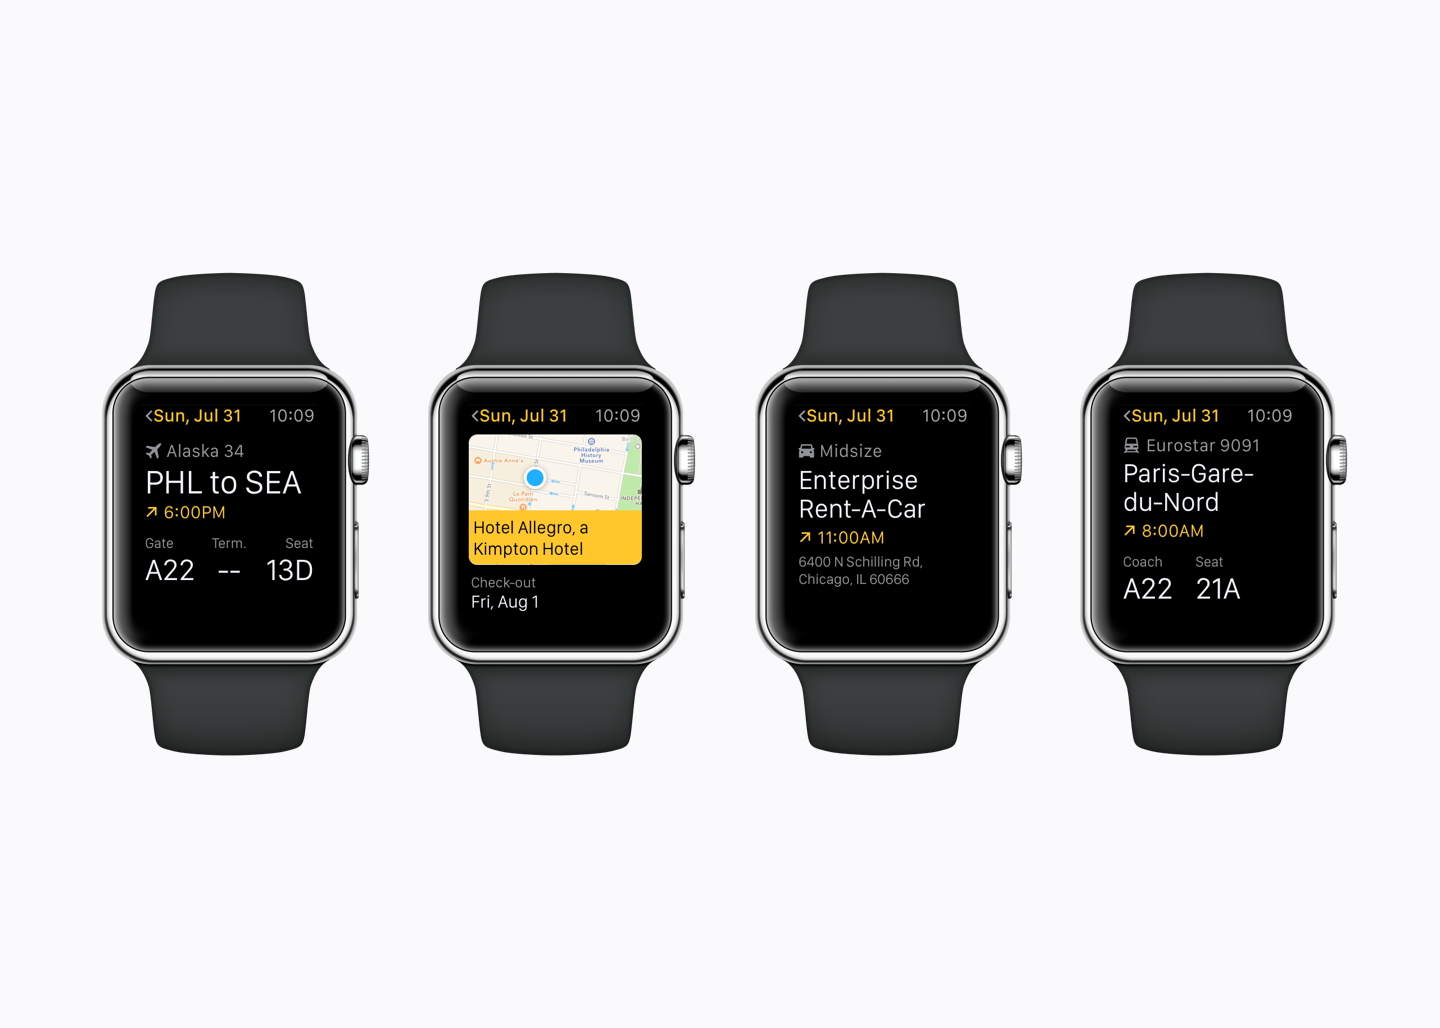 Sun, Jul 31 10:09
Alaska 34
PHL to SEA
6:00PM
Gate Term. Seat
A22 -- 13D
Sun, Jul 31 10:09
Philadelphia
History
Museum
Auntie Anne's
Le Pain
Quotidien
Sansom St
Hotel Allegro, a
Kimpton Hotel
Check-out
Fri, Aug 1
Sun, Jul 31 10:09
Midsize
Enterprise
Rent-A-Car
11:00AM
6400 N Schilling Rd,
Chicago, IL 60666
Sun, Jul 31 10:09
Eurostar 9091
Paris-Gare-
du-Nord
8:00AM
Coach Seat
A22 21A